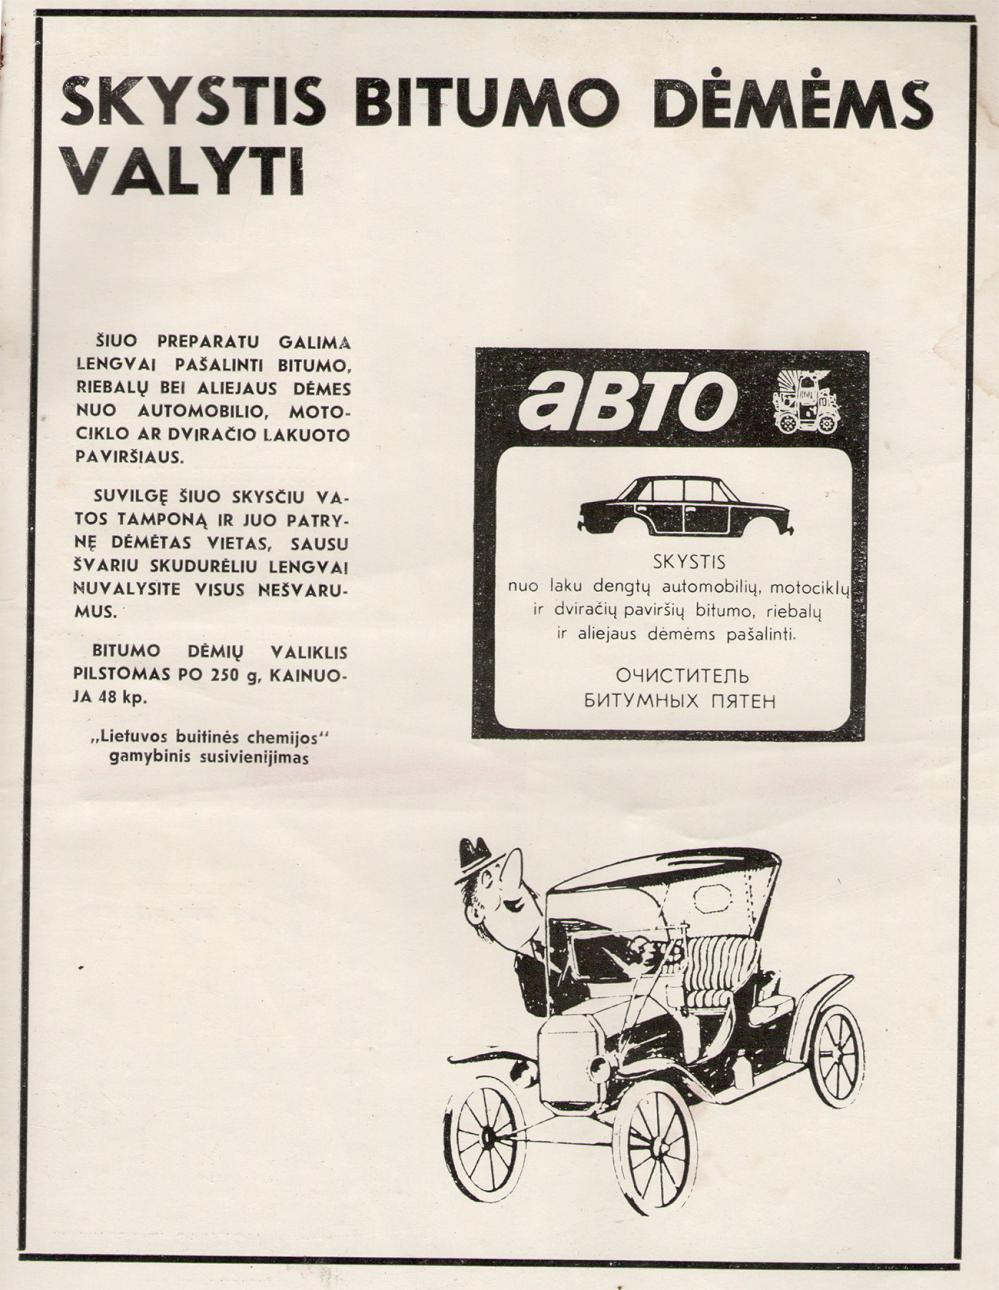 SKYSTIS BITUMO DĖMĖMS
VALYTI
ŠIUO PREPARATU GALIMA
LENGVAI PAŠALINTI BITUMO,
RIEBALŲ BEI ALIEJAUS DĖMES
NUO AUTOMOBILIO, MOTO-
CIKLO AR DVIRAČIO LAKUOTO
PAVIRŠIAUS.
SUVILGĘ ŠIUO SKYSČIU VA-
TOS TAMPONĄ IR JUO PATRY-
NĘ DĖMĖTAS VIETAS, SAUSU
ŠVARIU SKUDURĖLIU LENGVAI
NUVALYSITE VISUS NEŠVARU-
MUS.
BITUMO DĖMIŲ VALIKLIS
PILSTOMAS PO 250 g, KAINUO-
JA 48 kp.
„Lietuvos buitinės chemijos“
gamybinis susivienijimas
авто
SKYSTIS
nuo laku dengtų automobilių, motociklų
ir dviračių paviršių bitumo, riebalų
ir aliejaus dėmėms pašalinti.
ОЧИСТИТЕЛЬ
БИТУМНЫХ ПЯТЕН